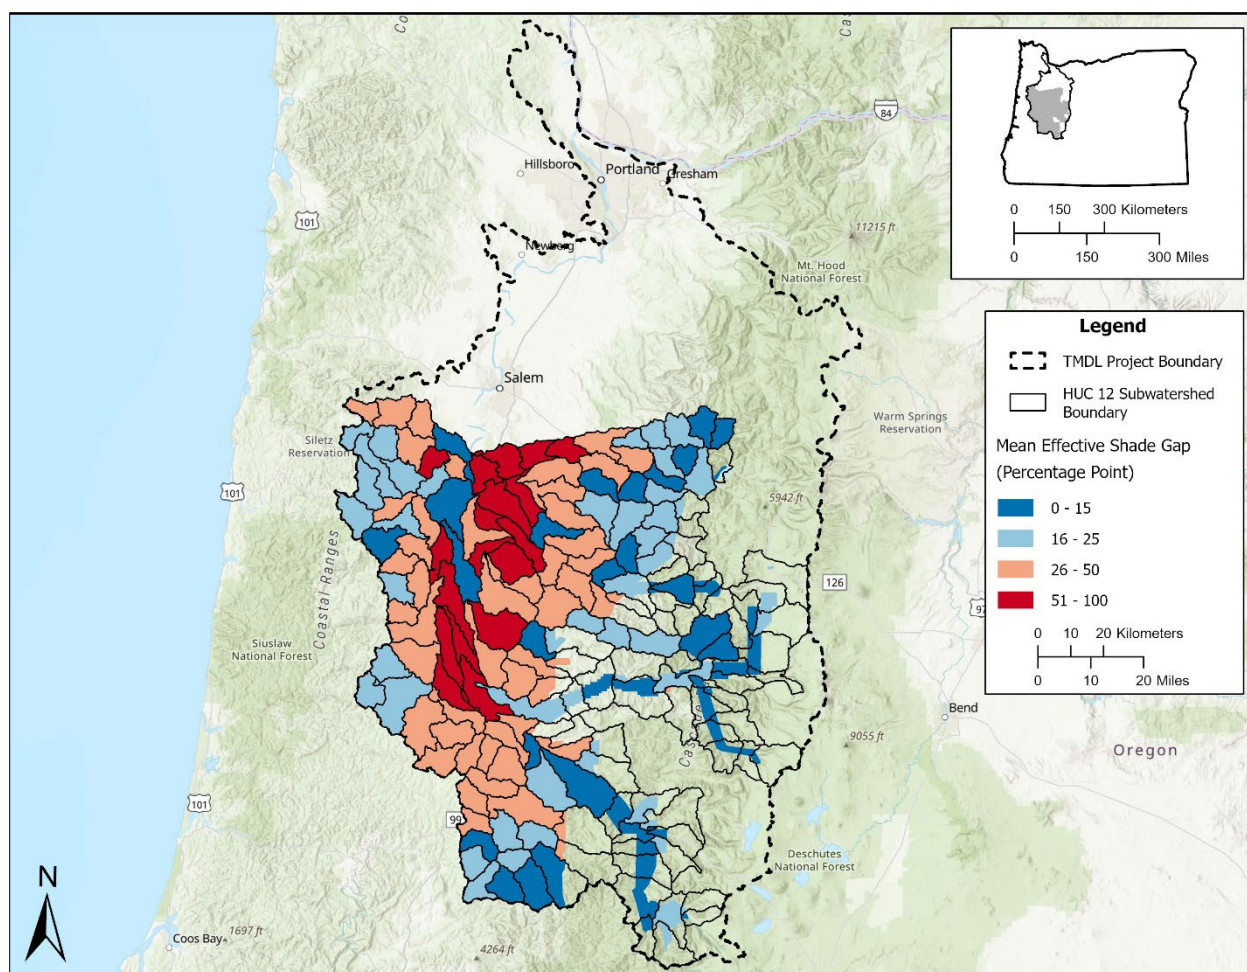 Co
Cas
84
Hillsboro
Portland
Gresham
101
Newberg
11215 ft
Mt. Hood
National Forest
Salem
Warm Springs
Reservation
Siletz
Reservation
101
5942 ft
Coastal Ranges
126
97
Siuslaw
National Forest
Cascade
Bend
9055 ft
Oregon
101
99
Deschutes
National Forest
N
Coos Bay
1697 ft
4264 ft
0 150 300 Kilometers
0 150 300 Miles
Legend
TMDL Project Boundary
HUC 12 Subwatershed
Boundary
Mean Effective Shade Gap
(Percentage Point)
0 - 15
16 - 25
26 - 50
51 - 100
0 10 20 Kilometers
0 10 20 Miles